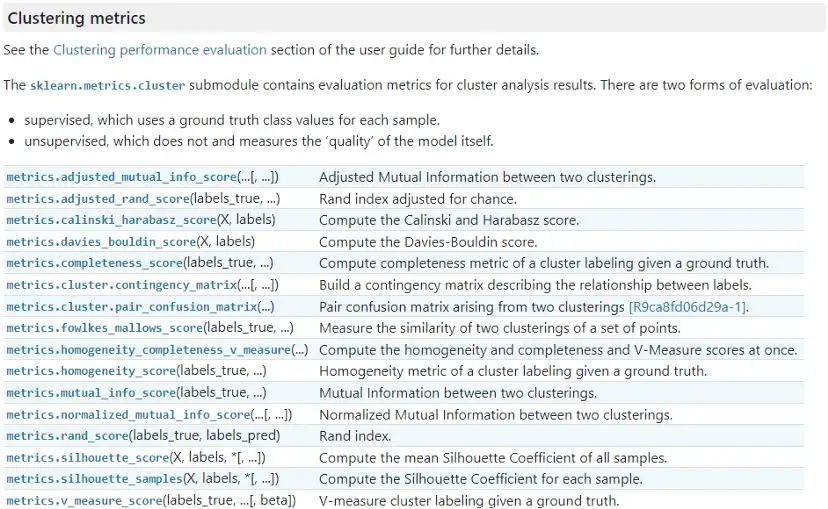 Clustering metrics
See the Clustering performance evaluation section of the user guide for further details.
The sklearn.metrics.cluster submodule contains evaluation metrics for cluster analysis results. There are two forms of evaluation:
• supervised, which uses a ground truth class values for each sample.
• unsupervised, which does not and measures the ‘quality’ of the model itself.
metrics.adjusted_mutual_info_score(...[, ...]) Adjusted Mutual Information between two clusterings.
metrics.adjusted_rand_score(labels_true, ...) Rand index adjusted for chance.
metrics.calinski_harabasz_score(X, labels) Compute the Calinski and Harabasz score.
metrics.davies_bouldin_score(X, labels) Compute the Davies-Bouldin score.
metrics.completeness_score(labels_true, ...) Compute completeness metric of a cluster labeling given a ground truth.
metrics.cluster.contingency_matrix(...[, ...]) Build a contingency matrix describing the relationship between labels.
metrics.cluster.pair_confusion_matrix(...) Pair confusion matrix arising from two clusterings [R9ca8fd06d29a-1].
metrics.fowlkes_mallows_score(labels_true, ...) Measure the similarity of two clusterings of a set of points.
metrics.homogeneity_completeness_v_measure(...) Compute the homogeneity and completeness and V-Measure scores at once.
metrics.homogeneity_score(labels_true, ...) Homogeneity metric of a cluster labeling given a ground truth.
metrics.mutual_info_score(labels_true, ...) Mutual Information between two clusterings.
metrics.normalized_mutual_info_score(...[, ...]) Normalized Mutual Information between two clusterings.
metrics.rand_score(labels_true, labels_pred) Rand index.
metrics.silhouette_score(X, labels, *[, ...]) Compute the mean Silhouette Coefficient of all samples.
metrics.silhouette_samples(X, labels, *[, ...]) Compute the Silhouette Coefficient for each sample.
metrics.v_measure_score(labels_true, ...[, beta]) V-measure cluster labeling given a ground truth.